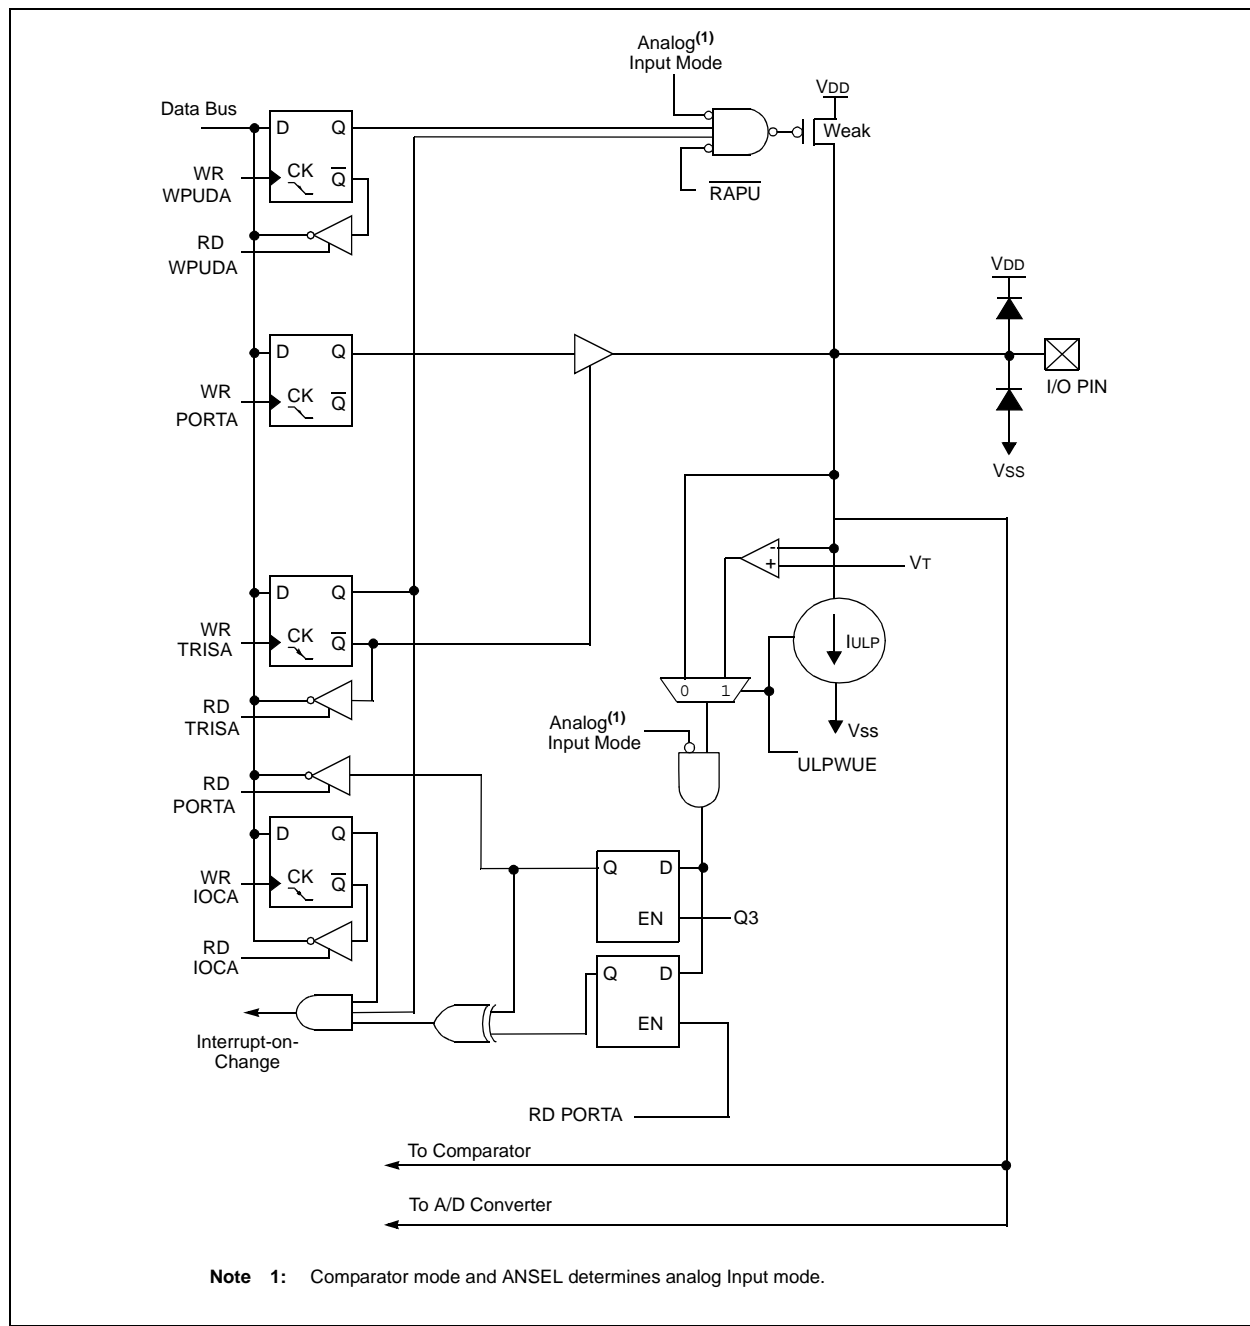 Analog(1)
Input Mode
VDD
Data Bus
D
Q
Weak
WR
WPUDA
CK
Q̅
R̅A̅P̅U̅
RD
WPUDA
VDD
D
Q
WR
PORTA
CK
Q̅
I/O PIN
VSS
-
+
VT
D
Q
WR
TRISA
CK
Q̅
IULP
0 1
RD
TRISA
Analog(1)
Input Mode
VSS
ULPWUE
RD
PORTA
D
Q
WR
IOCA
CK
Q̅
Q
D
EN
Q3
RD
IOCA
Q
D
EN
Interrupt-on-
Change
RD PORTA
To Comparator
To A/D Converter
Note 1: Comparator mode and ANSEL determines analog Input mode.